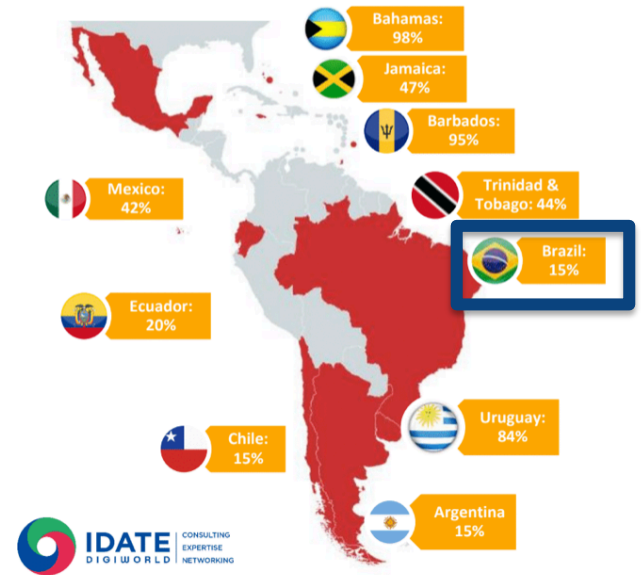 Bahamas:
98%
Jamaica:
47%
Barbados:
95%
Mexico:
42%
Trinidad &
Tobago: 44%
Brazil:
15%
Ecuador:
20%
Uruguay:
84%
Chile:
15%
Argentina
15%
IDATE
DIGIWORLD
CONSULTING
EXPERTISE
NETWORKING